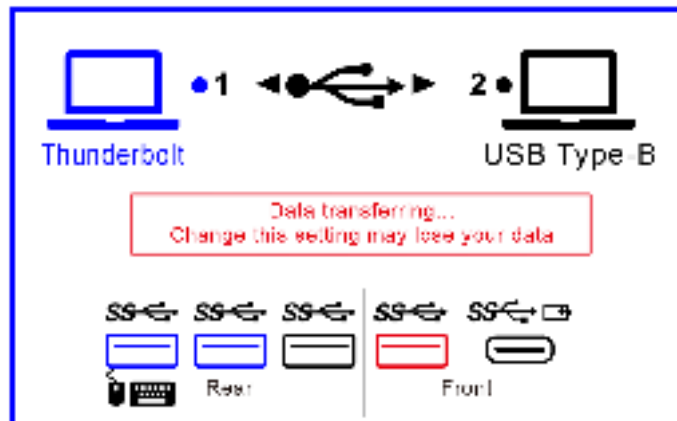 1 2
Thunderbolt USB Type-B
Data transferring...
Change this setting may lose your data
SS SS SS SS SS
Rear Front